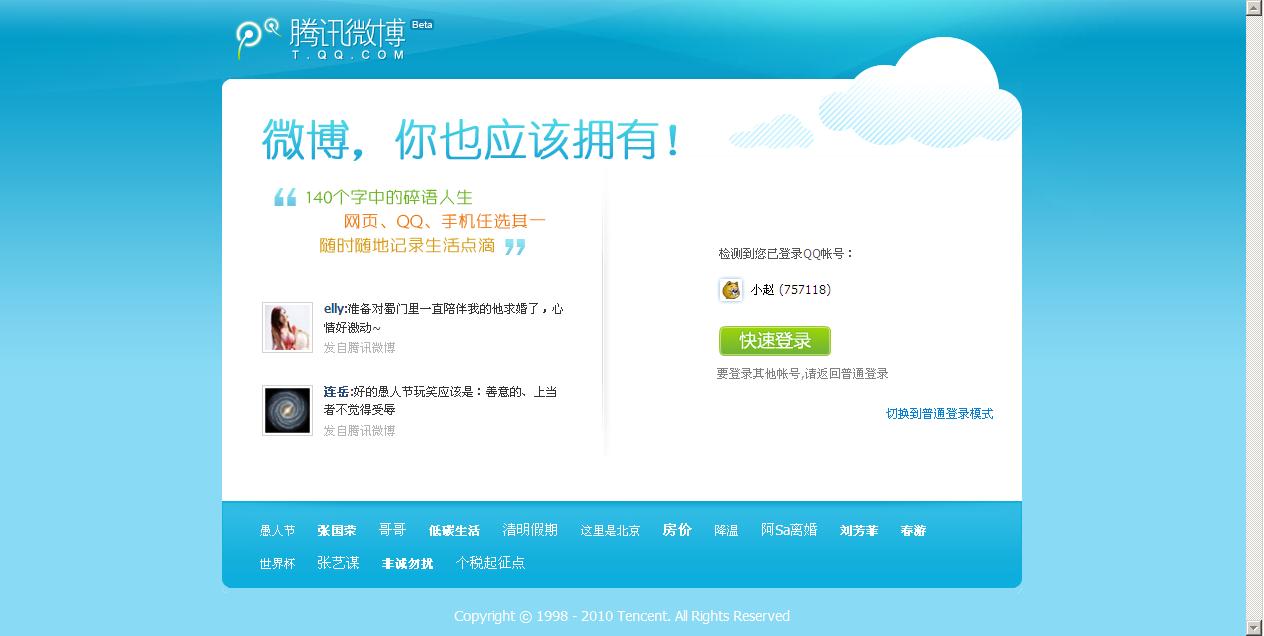 腾讯微博 Beta
T.QQ.COM
微博，你也应该拥有！
“ 140个字中的碎语人生
网页、QQ、手机任选其一
随时随地记录生活点滴 ”
elly:准备对蜀门里一直陪伴我的他求婚了，心
情好激动~
发自腾讯微博
连岳:好的愚人节玩笑应该是：善意的、上当
者不觉得受辱
发自腾讯微博
检测到您已登录QQ帐号：
小赵 (757118)
快速登录
要登录其他帐号,请返回普通登录
切换到普通登录模式
愚人节 张国荣 哥哥 低碳生活 清明假期 这里是北京 房价 降温 阿Sa离婚 刘芳菲 春游
世界杯 张艺谋 非诚勿扰 个税起征点
Copyright © 1998 - 2010 Tencent. All Rights Reserved